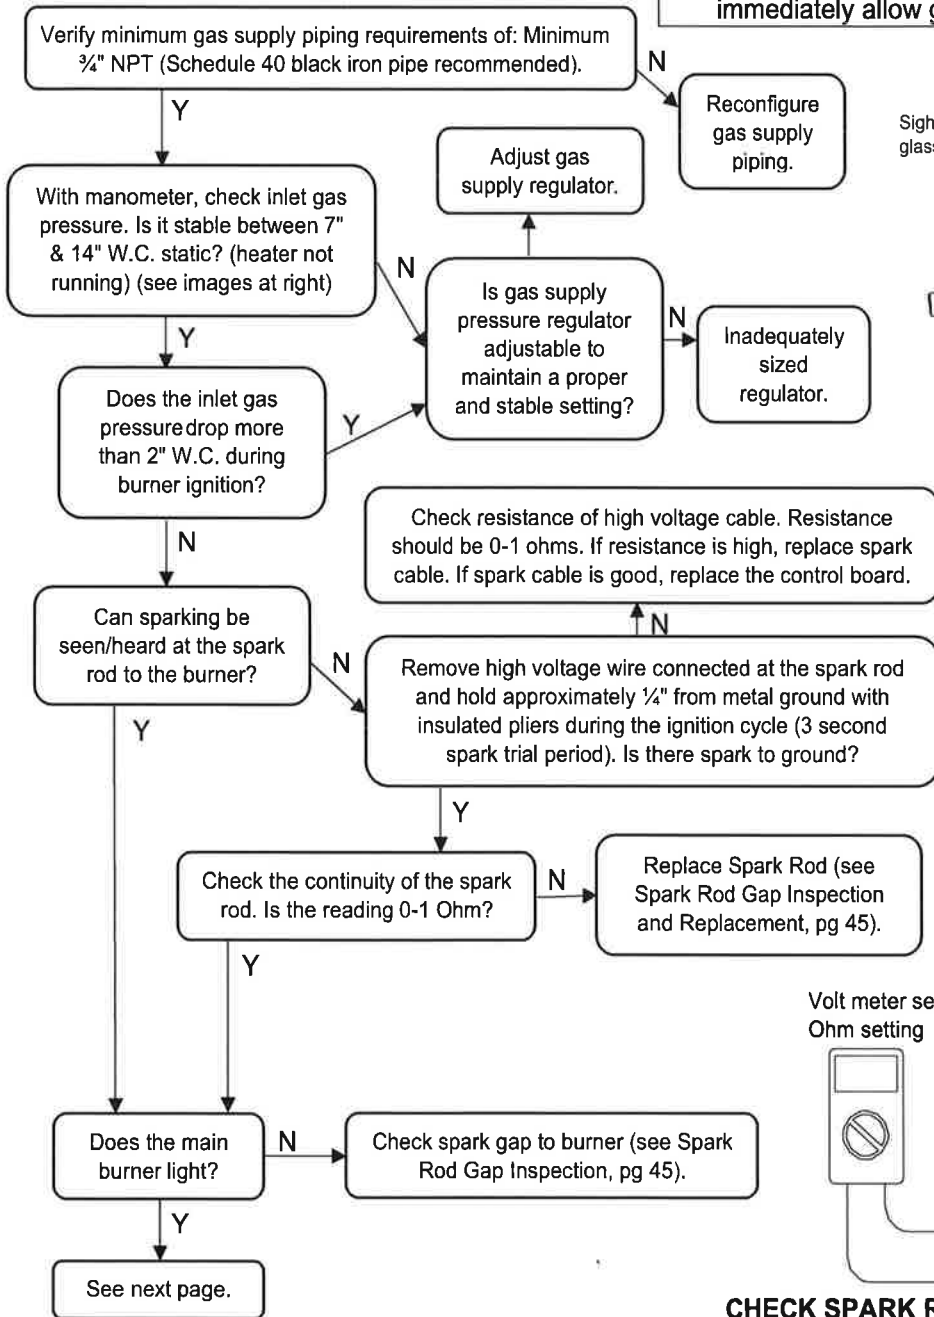 immediately allow g
Verify minimum gas supply piping requirements of: Minimum
¾" NPT (Schedule 40 black iron pipe recommended).
N
Y
Reconfigure
gas supply
piping.
Sigh
glas
Adjust gas
supply regulator.
With manometer, check inlet gas
pressure. Is it stable between 7"
& 14" W.C. static? (heater not
running) (see images at right)
N
Y
Is gas supply
pressure regulator
adjustable to
maintain a proper
and stable setting?
N
Inadequately
sized
regulator.
Does the inlet gas
pressure drop more
than 2" W.C. during
burner ignition?
Y
N
Check resistance of high voltage cable. Resistance
should be 0-1 ohms. If resistance is high, replace spark
cable. If spark cable is good, replace the control board.
N
Can sparking be
seen/heard at the spark
rod to the burner?
N
Y
Remove high voltage wire connected at the spark rod
and hold approximately ¼" from metal ground with
insulated pliers during the ignition cycle (3 second
spark trial period). Is there spark to ground?
Y
Check the continuity of the spark
rod. Is the reading 0-1 Ohm?
N
Y
Replace Spark Rod (see
Spark Rod Gap Inspection
and Replacement, pg 45).
Volt meter se
Ohm setting
Does the main
burner light?
N
Y
Check spark gap to burner (see Spark
Rod Gap Inspection, pg 45).
See next page.
CHECK SPARK R